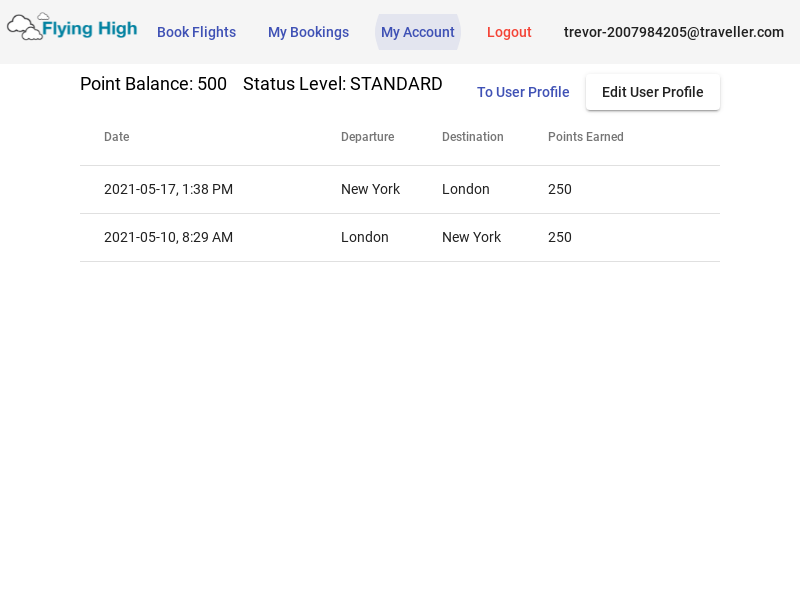 Flying High Book Flights My Bookings My Account Logout trevor-2007984205@traveller.com
Point Balance: 500 Status Level: STANDARD To User Profile Edit User Profile
Date Departure Destination Points Earned
2021-05-17, 1:38 PM New York London 250
2021-05-10, 8:29 AM London New York 250